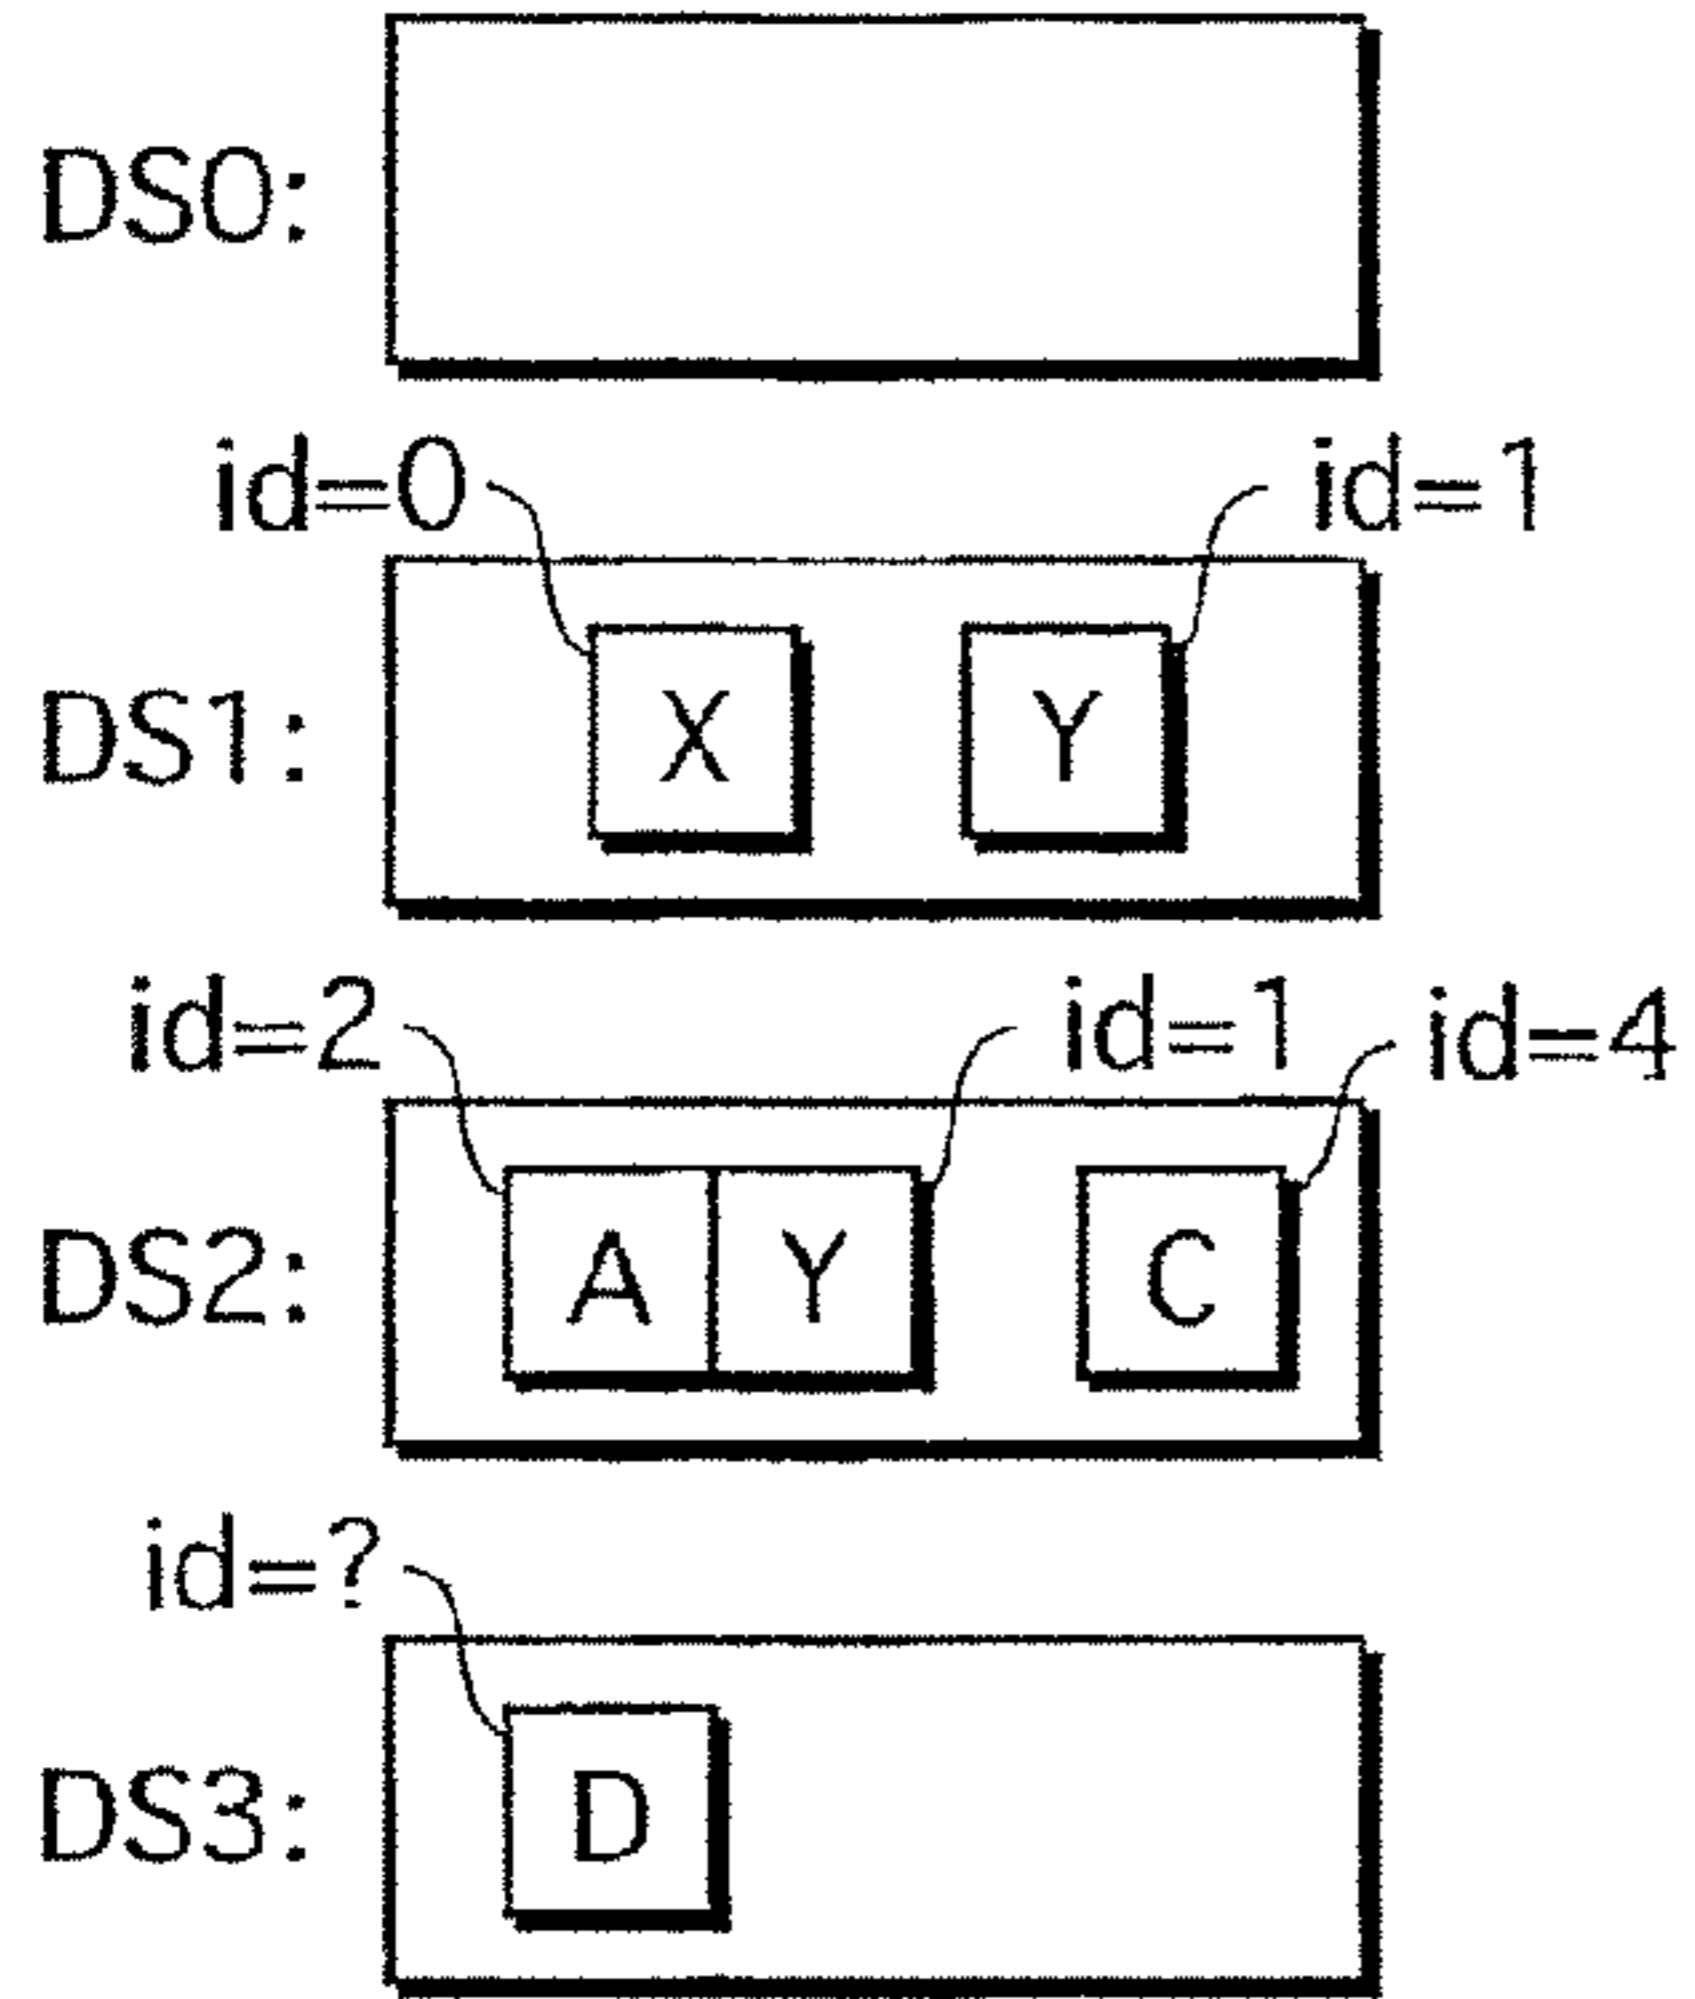 DS0:
id=0 id=1
DS1: X Y
id=2 id=1 id=4
DS2: A Y C
id=?
DS3: D